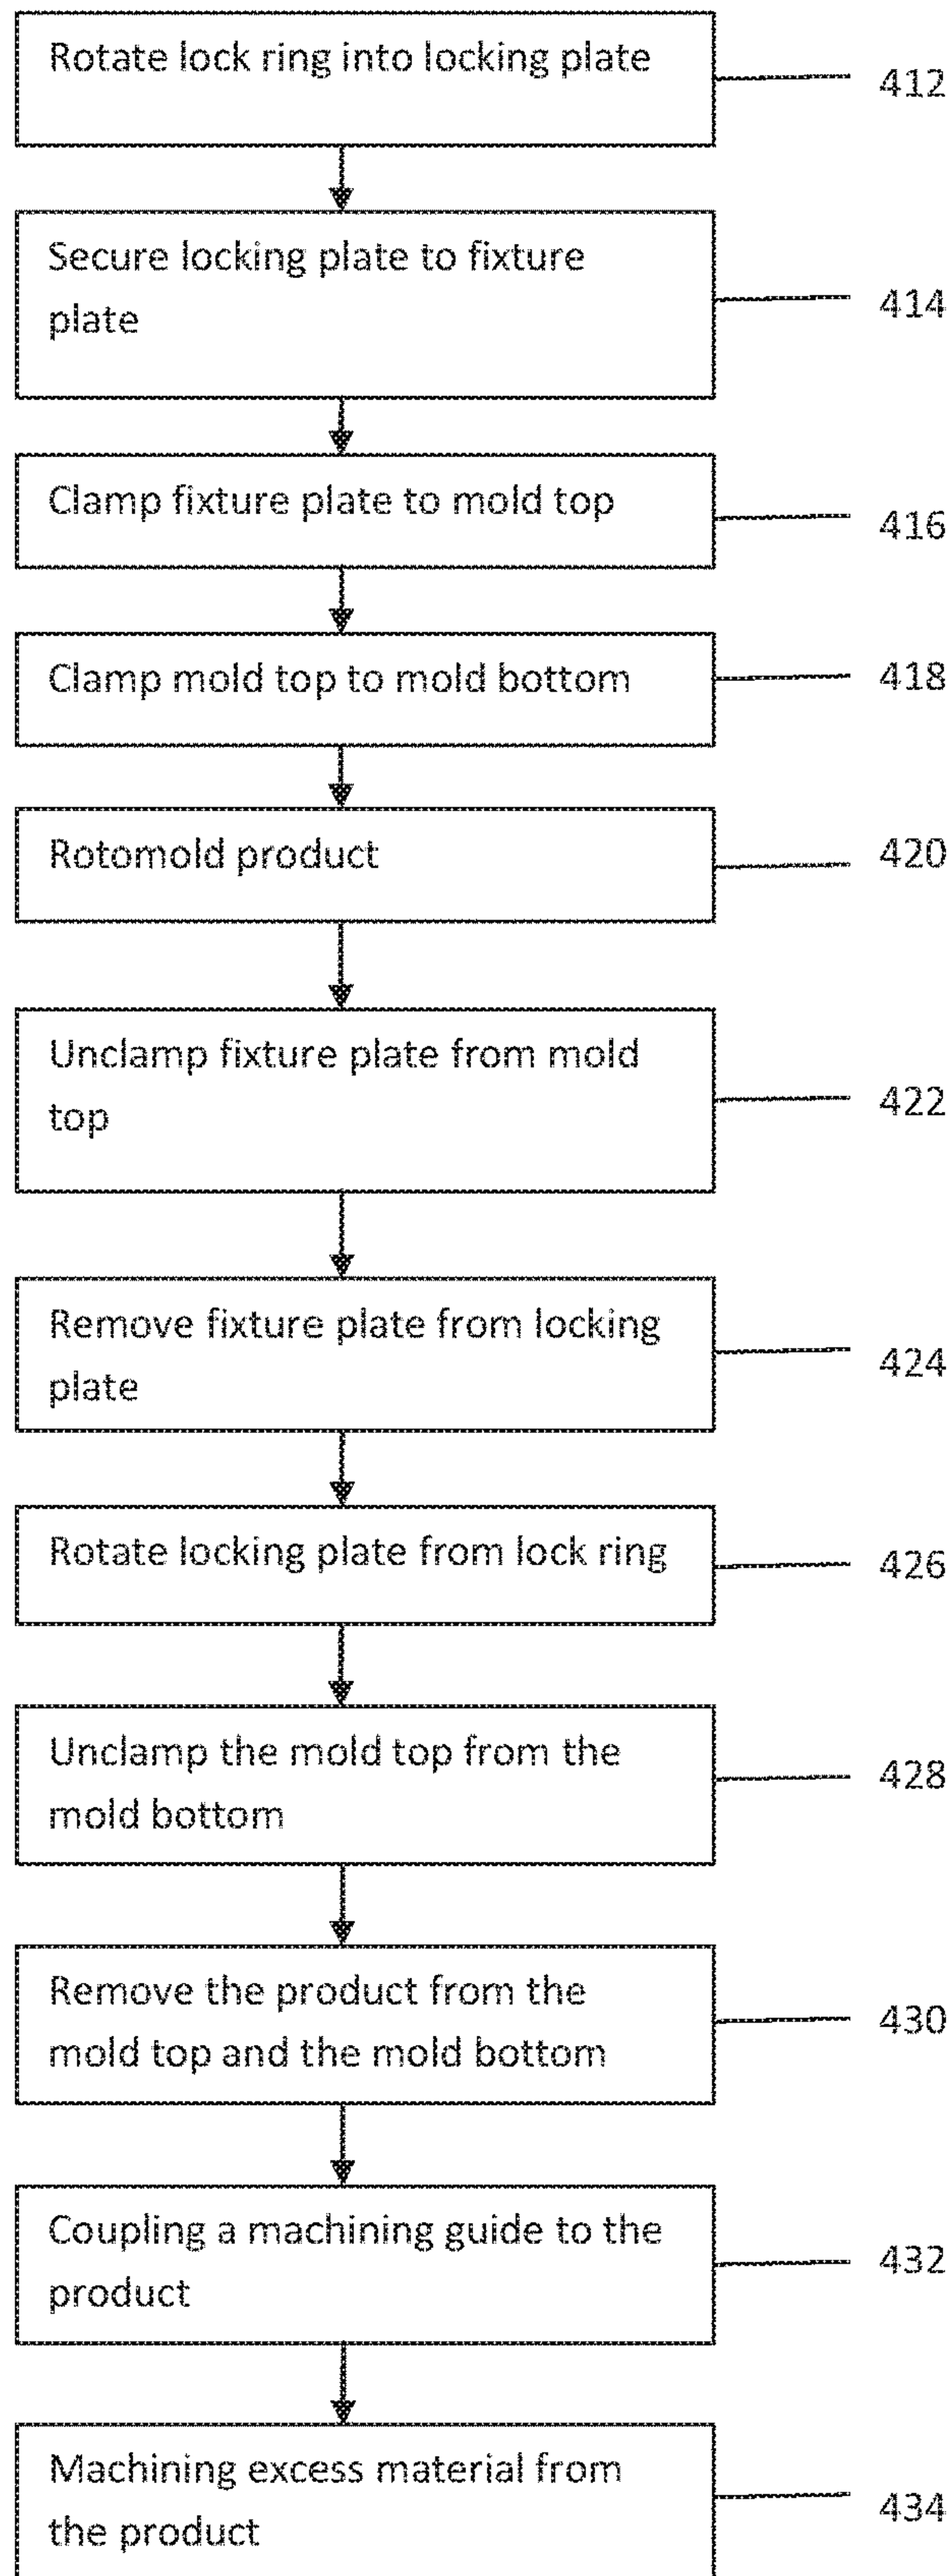 Rotate lock ring into locking plate
412
Secure locking plate to fixture
plate
414
Clamp fixture plate to mold top
416
Clamp mold top to mold bottom
418
Rotomold product
420
Unclamp fixture plate from mold
top
422
Remove fixture plate from locking
plate
424
Rotate locking plate from lock ring
426
Unclamp the mold top from the
mold bottom
428
Remove the product from the
mold top and the mold bottom
430
Coupling a machining guide to the
product
432
Machining excess material from
the product
434